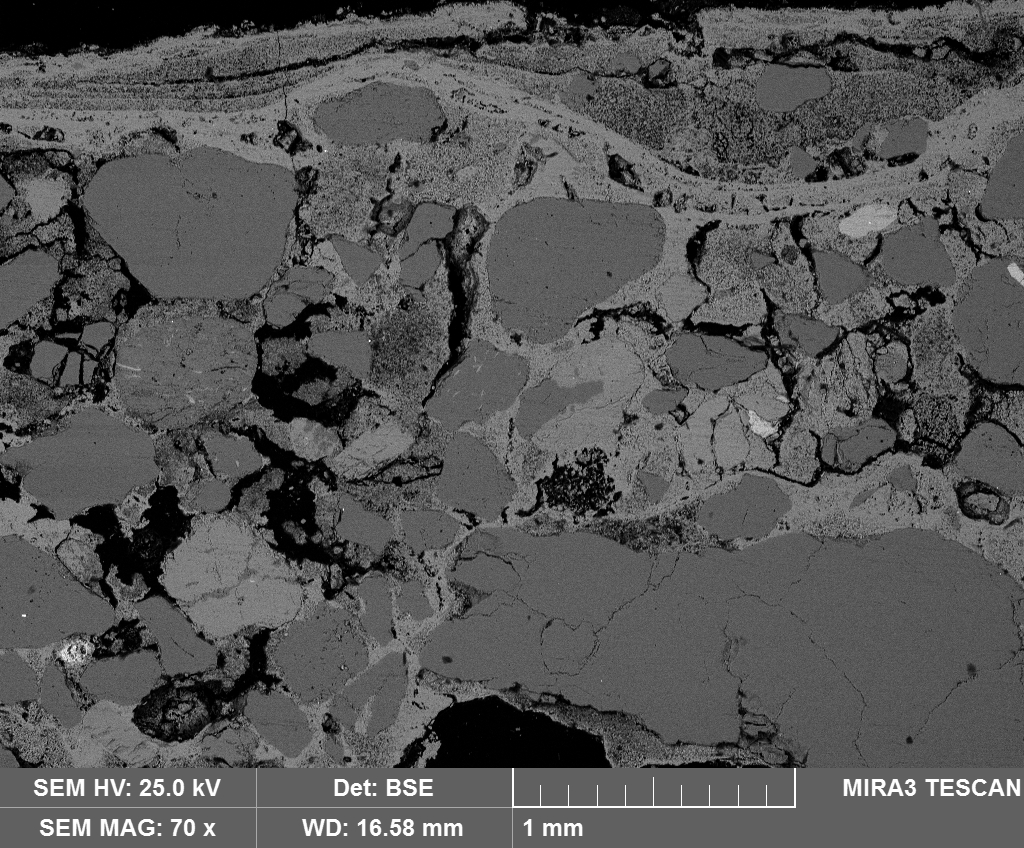 SEM HV: 25.0 kV Det: BSE MIRA3 TESCAN
SEM MAG: 70 x WD: 16.58 mm 1 mm